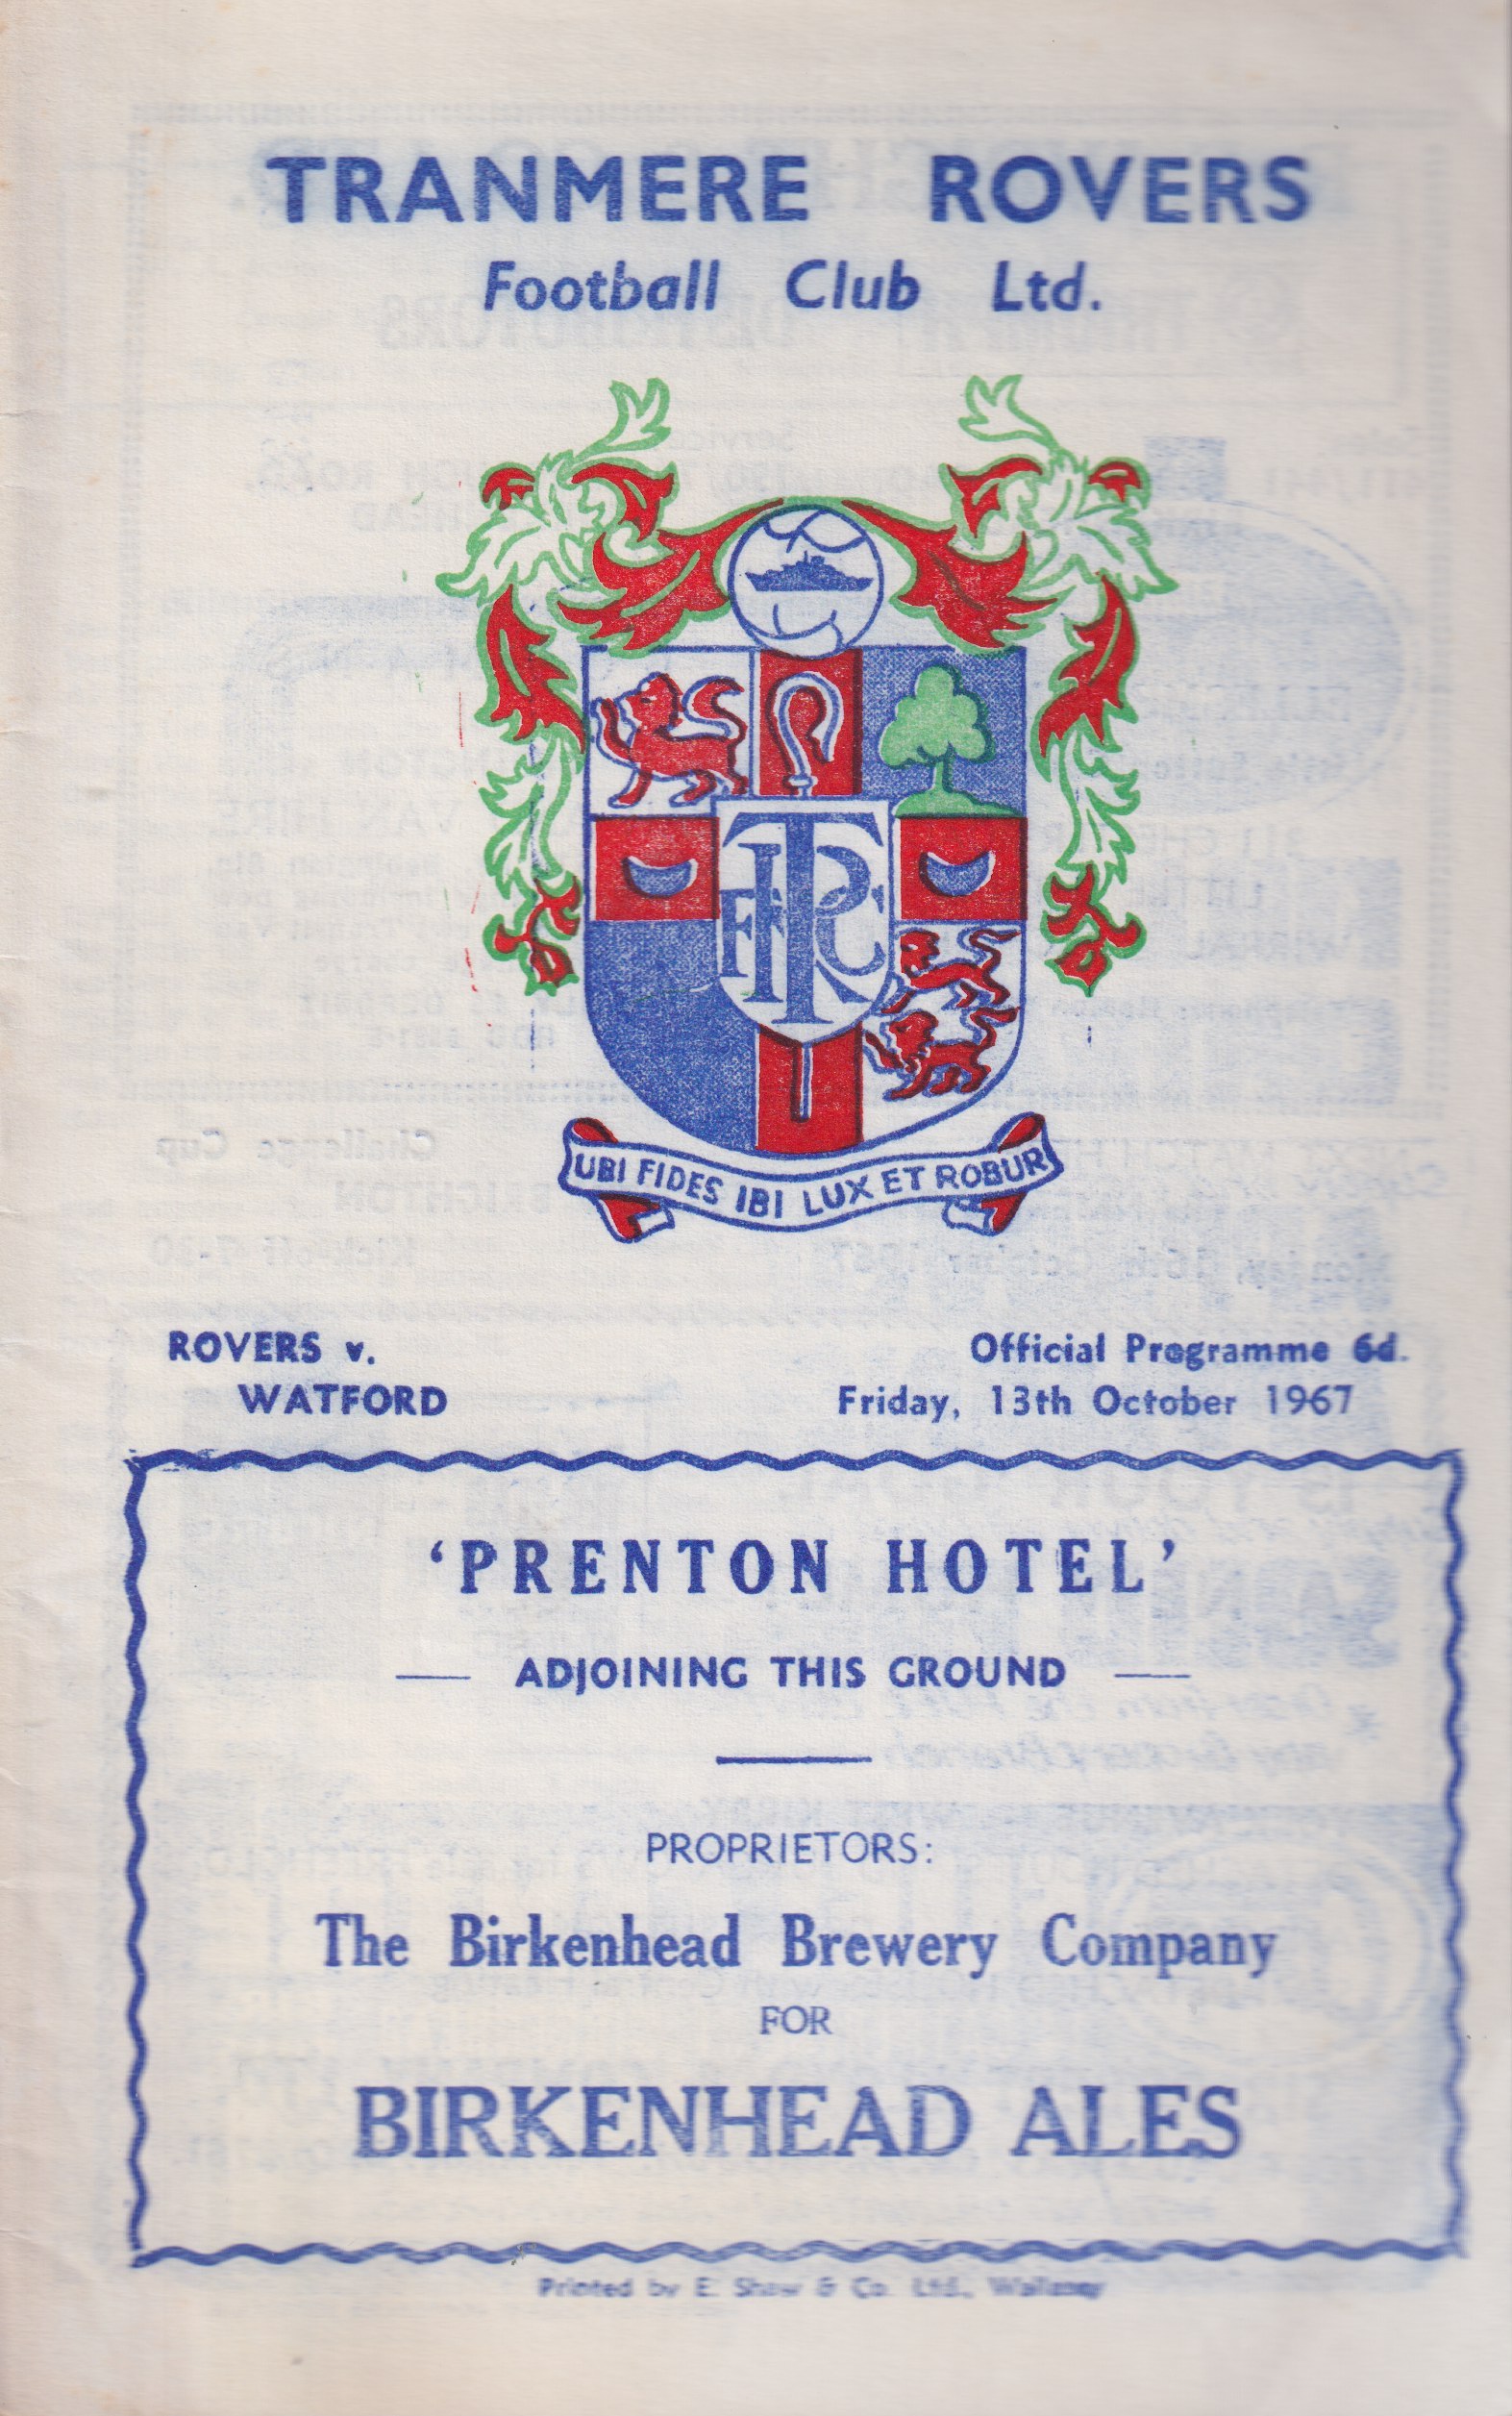 TRANMERE ROVERS
Football Club Ltd.
TRFC
UBI FIDES IBI LUX ET ROBUR
ROVERS v.
WATFORD
Official Programme 6d.
Friday, 13th October 1967
'PRENTON HOTEL'
ADJOINING THIS GROUND
PROPRIETORS:
The Birkenhead Brewery Company
FOR
BIRKENHEAD ALES
Printed by E. Shaw & Co. Ltd., Wallasey